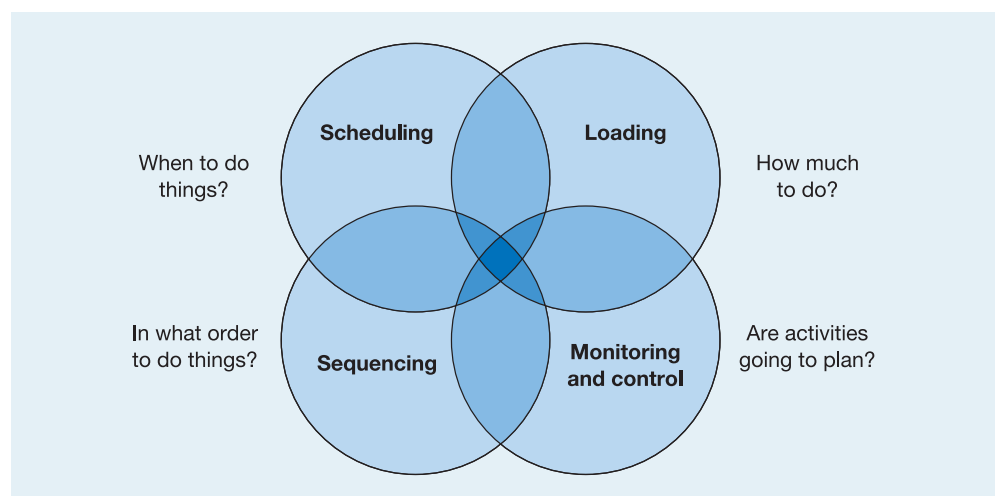 Scheduling
Loading
When to do
things?
How much
to do?
In what order
to do things?
Sequencing
Monitoring
and control
Are activities
going to plan?